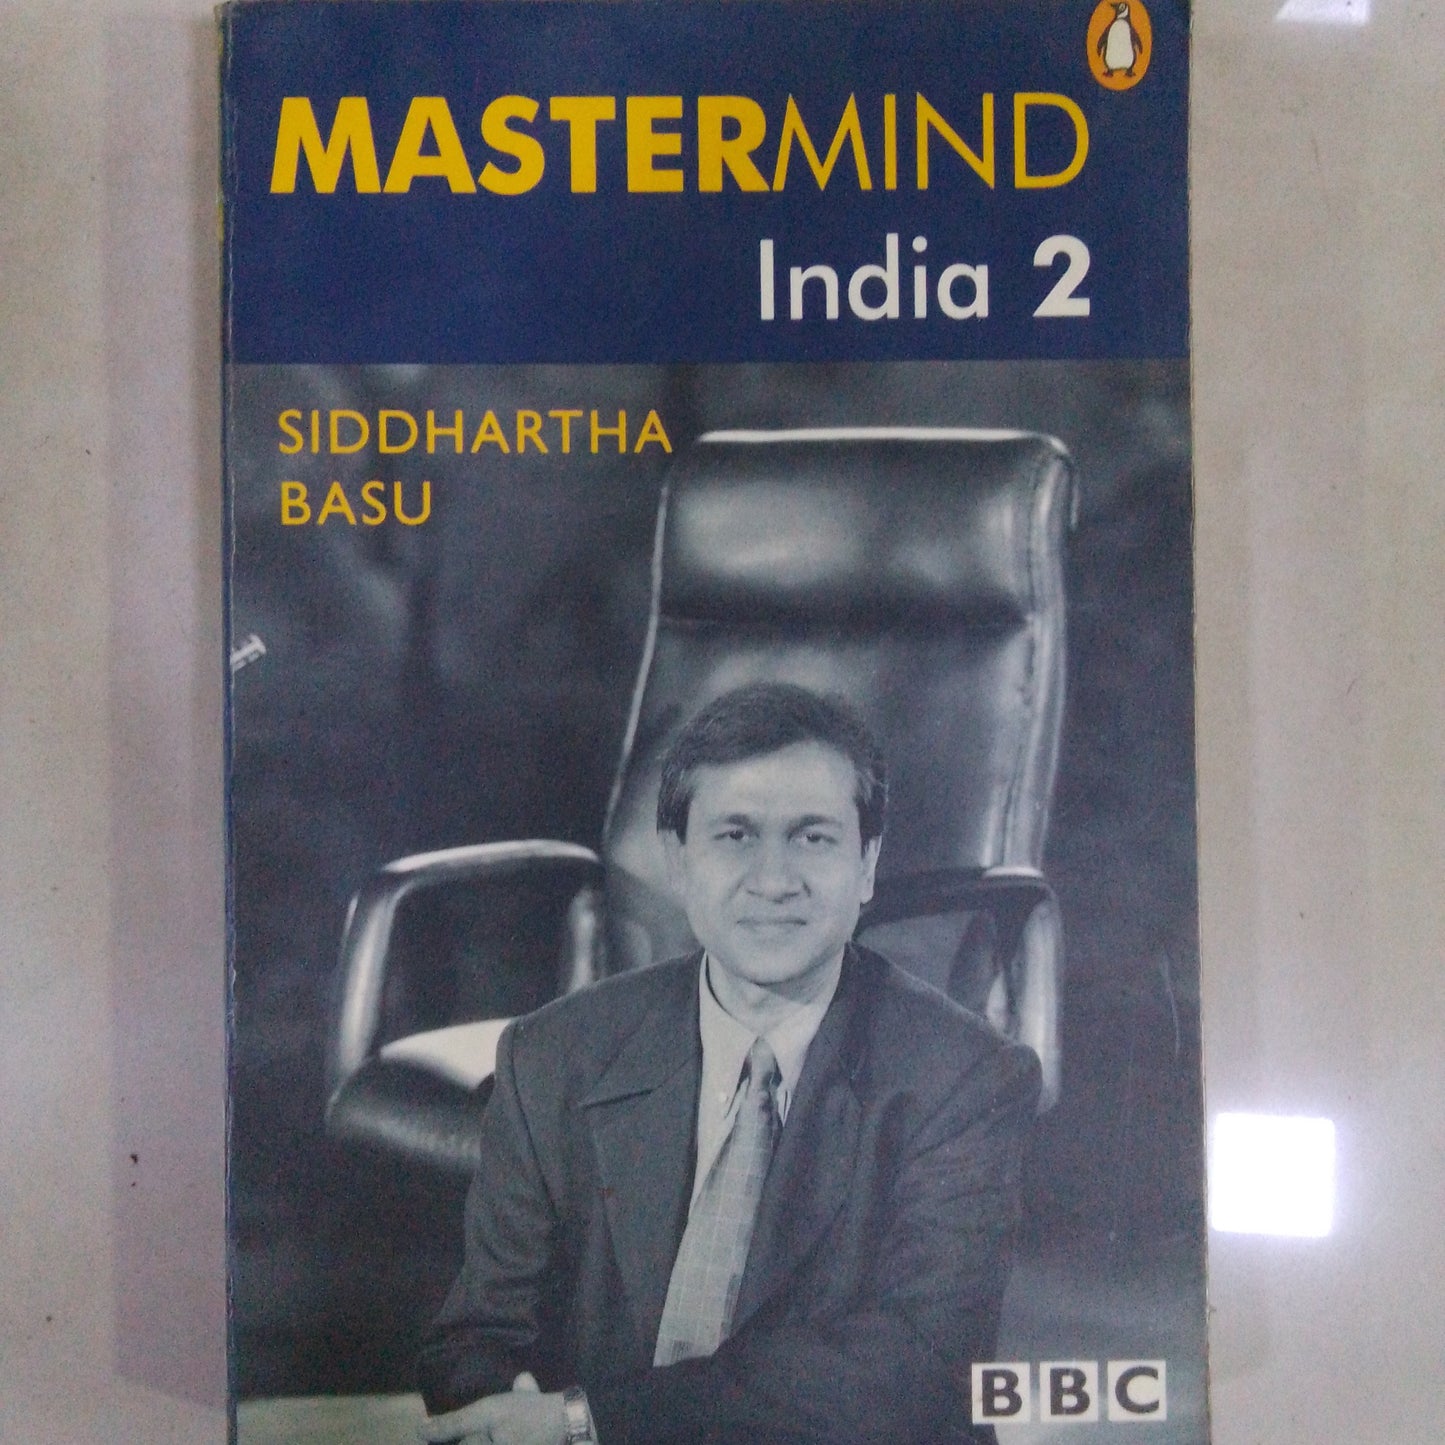 MASTERMIND
India 2
SIDDHARTHA
BASU
BBC